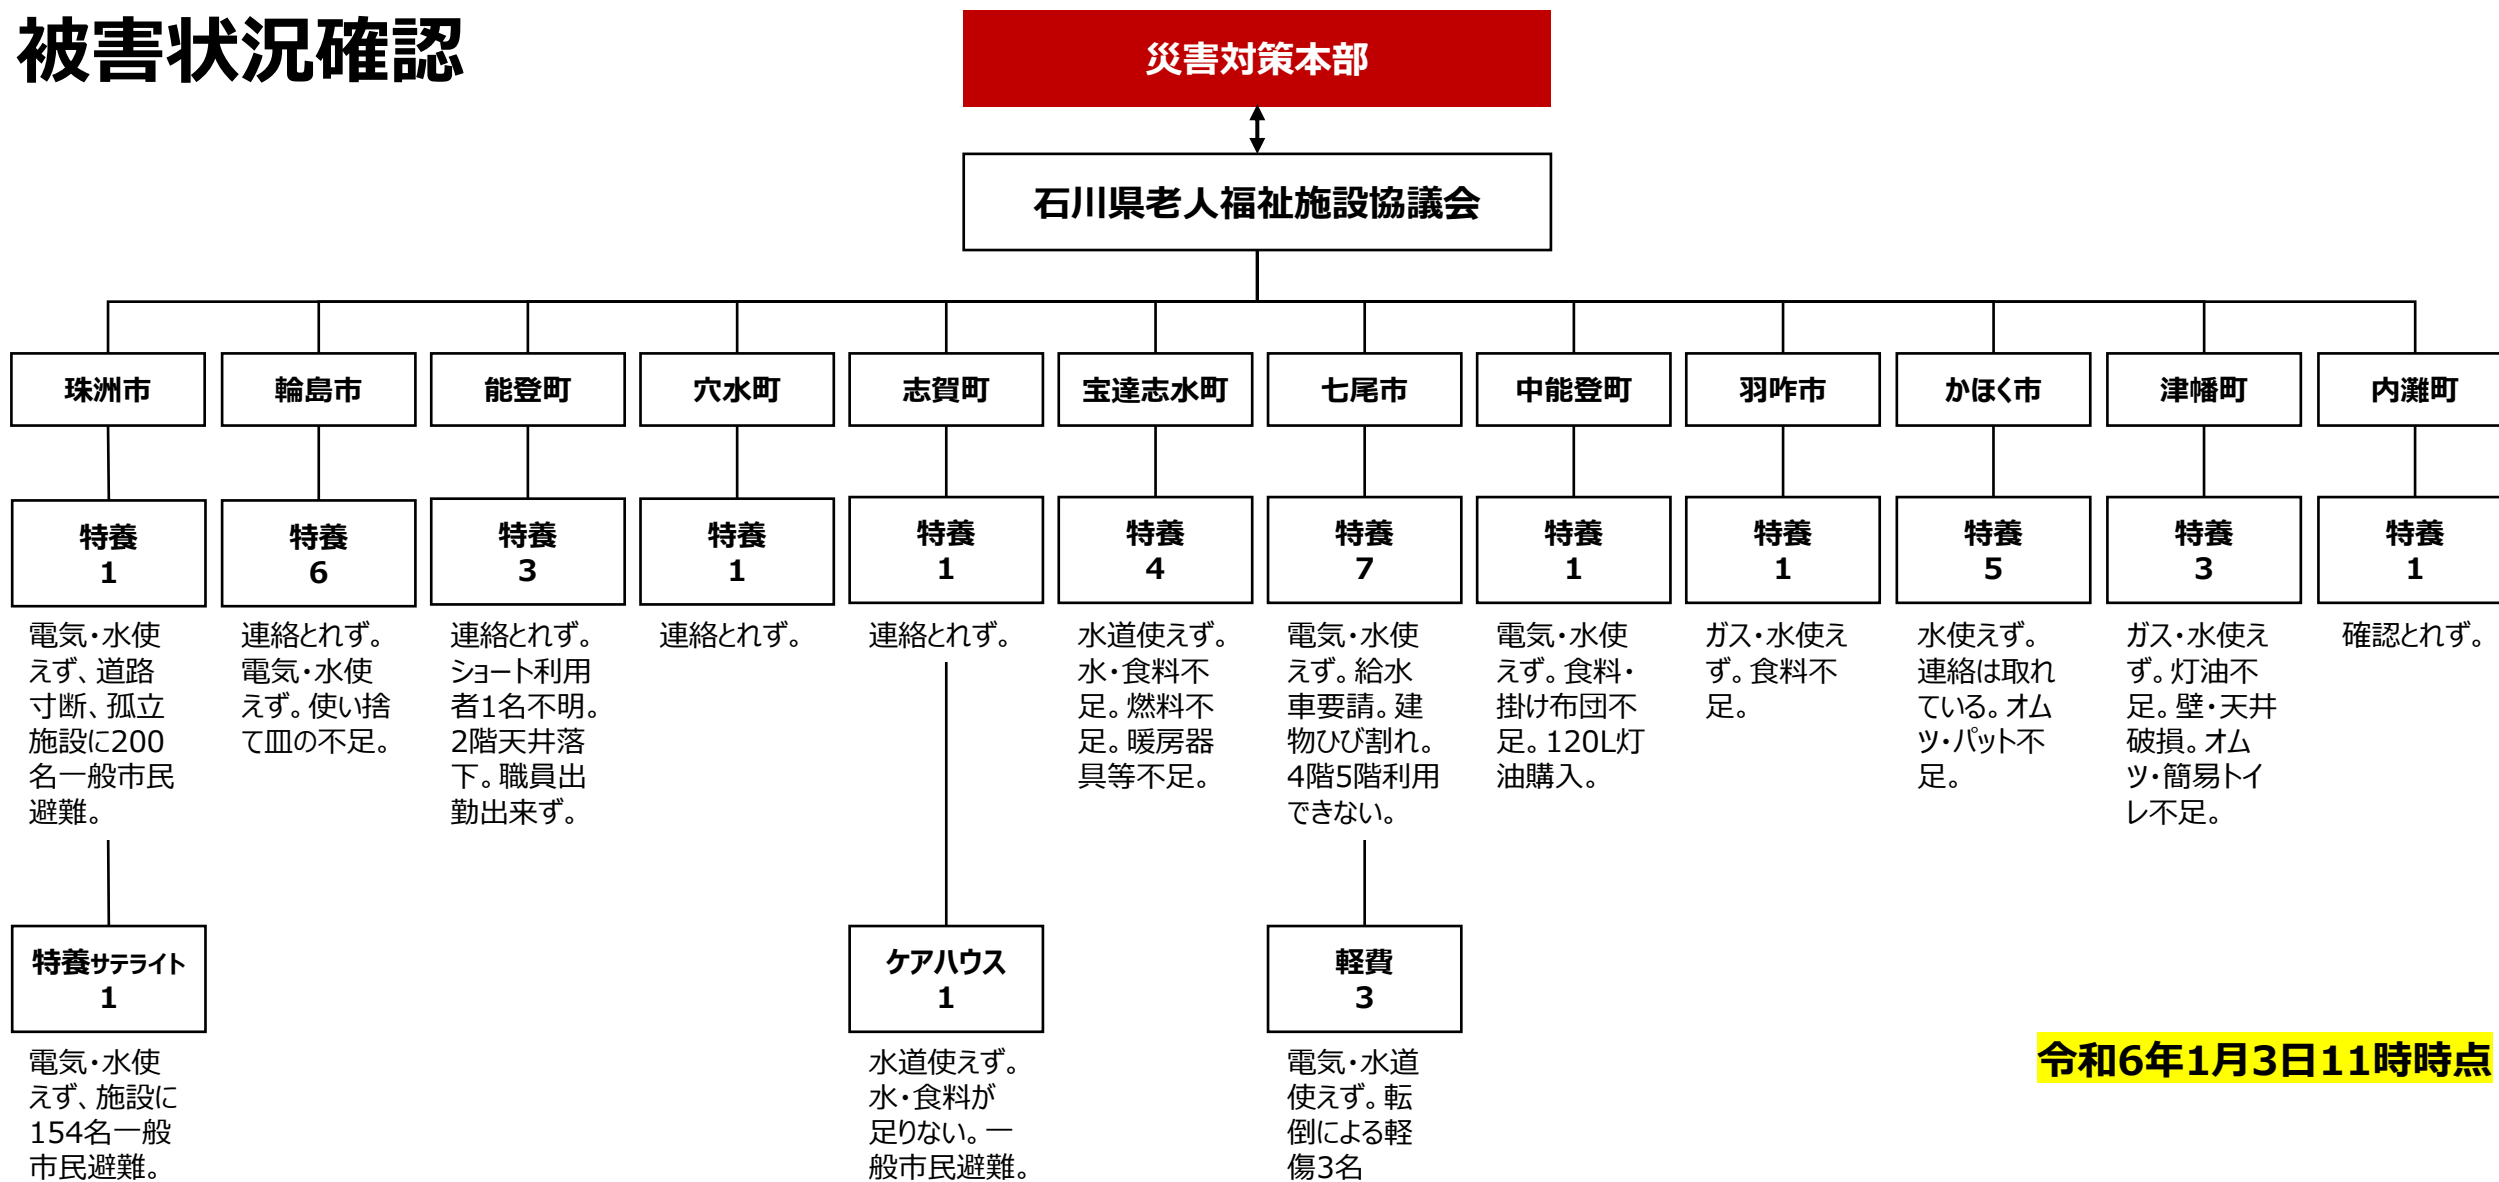 被害状況確認
災害対策本部
石川県老人福祉施設協議会
珠洲市
輪島市
能登町
穴水町
志賀町
宝達志水町
七尾市
中能登町
羽咋市
かほく市
津幡町
内灘町
特養
1
特養
6
特養
3
特養
1
特養
1
特養
4
特養
7
特養
1
特養
1
特養
5
特養
3
特養
1
電気・水使
えず、道路
寸断、孤立
施設に200
名一般市民
避難。
連絡とれず。
電気・水使
えず。使い捨
て皿の不足。
連絡とれず。
ショート利用
者1名不明。
2階天井落
下。職員出
勤出来ず。
連絡とれず。
連絡とれず。
水道使えず。
水・食料不
足。燃料不
足。暖房器
具等不足。
電気・水使
えず。給水
車要請。建
物ひび割れ。
4階5階利用
できない。
電気・水使
えず。食料・
掛け布団不
足。120L灯
油購入。
ガス・水使え
ず。食料不
足。
水使えず。
連絡は取れ
ている。オム
ツ・パット不
足。
ガス・水使え
ず。灯油不
足。壁・天井
破損。オム
ツ・簡易トイ
レ不足。
確認とれず。
特養サテライト
1
ケアハウス
1
軽費
3
電気・水使
えず、施設に
154名一般
市民避難。
水道使えず。
水・食料が
足りない。一
般市民避難。
電気・水道
使えず。転
倒による軽
傷3名
令和6年1月3日11時時点